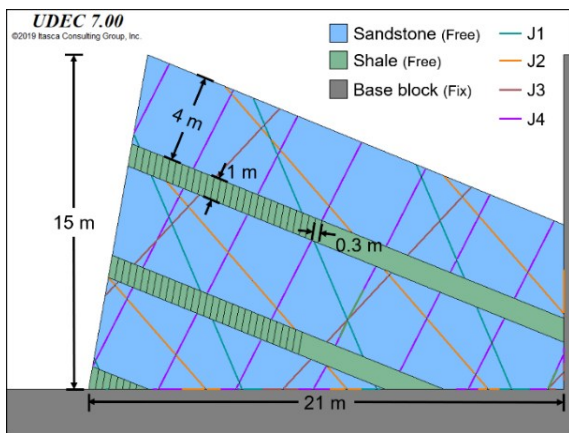 UDEC 7.00
©2019 Itasca Consulting Group, Inc.
Sandstone (Free)
Shale (Free)
Base block (Fix)
J1
J2
J3
J4
4 m
1 m
15 m
0.3 m
21 m